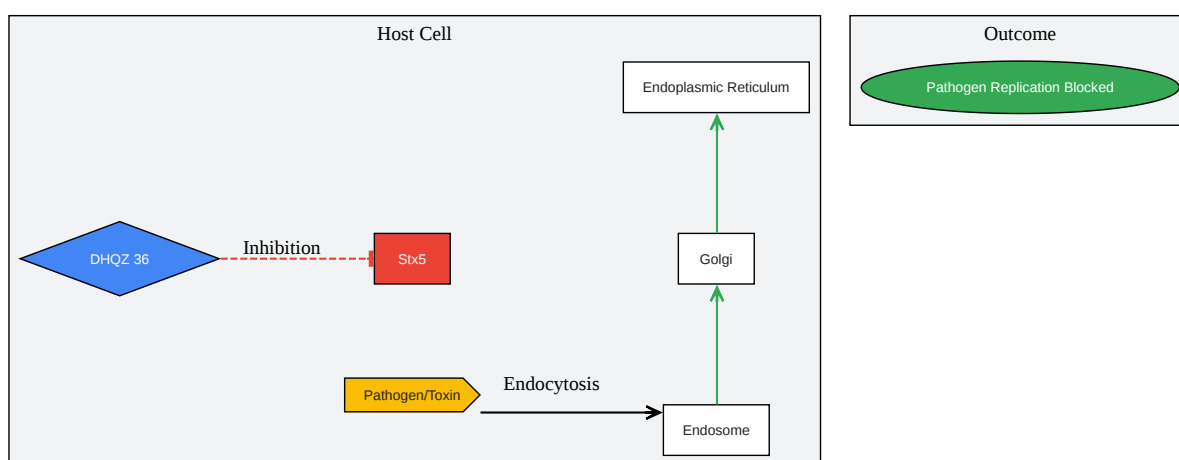 Host Cell
Outcome
Endoplasmic Reticulum
Pathogen Replication Blocked
DHQZ 36
Inhibition
Stx5
Golgi
Pathogen/Toxin
Endocytosis
Endosome